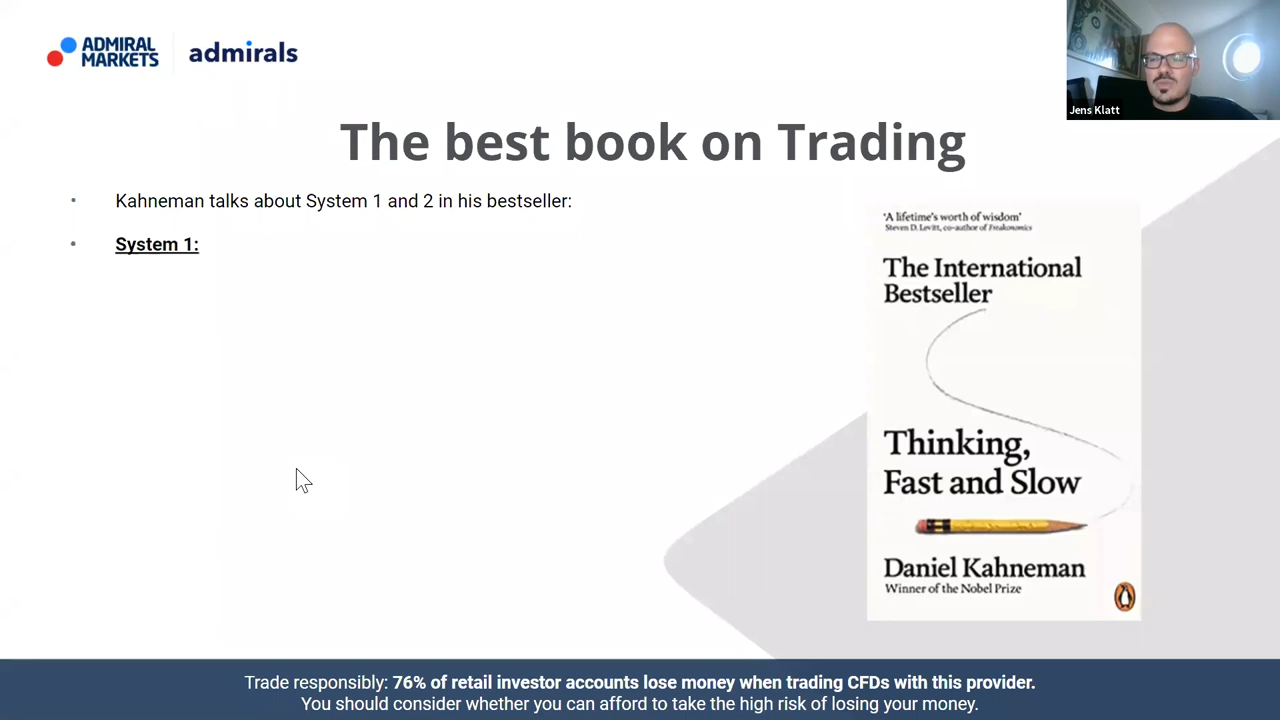 ADMIRAL
MARKETS
admirals
Jens Klatt
The best book on Trading
Kahneman talks about System 1 and 2 in his bestseller:
System 1:
‘A lifetime’s worth of wisdom’
Steven D. Levitt, co-author of Freakonomics
The International
Bestseller
Thinking,
Fast and Slow
Daniel Kahneman
Winner of the Nobel Prize
Trade responsibly: 76% of retail investor accounts lose money when trading CFDs with this provider.
You should consider whether you can afford to take the high risk of losing your money.